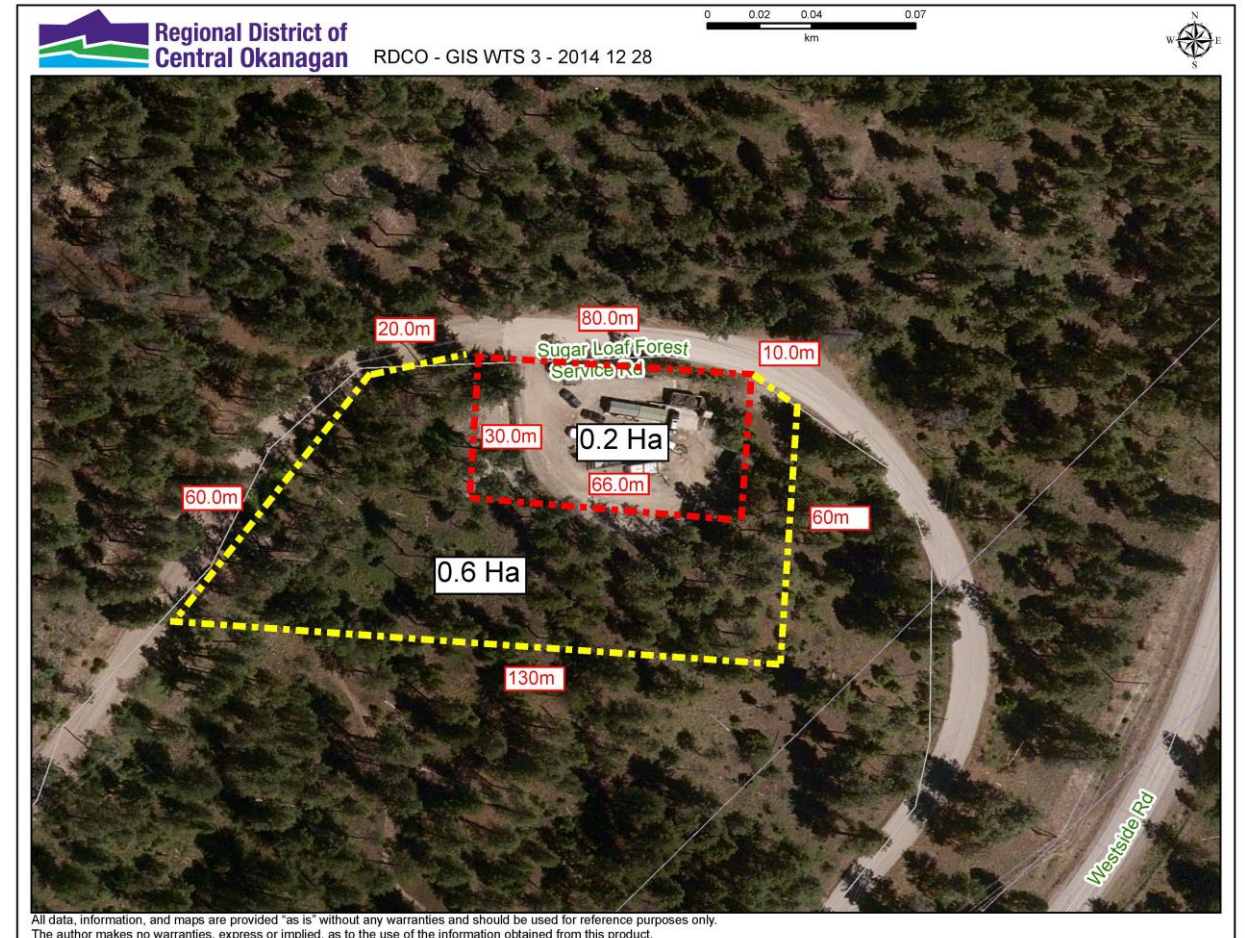 Regional District of
Central Okanagan
RDCO - GIS WTS 3 - 2014 12 28
0 0.02 0.04 0.07
km
N
W E
S
20.0m
80.0m
10.0m
Sugar Loaf Forest
Service Rd
30.0m
0.2 Ha
66.0m
60.0m
60m
0.6 Ha
130m
Westside Rd
All data, information, and maps are provided "as is" without any warranties and should be used for reference purposes only.
The author makes no warranties, express or implied, as to the use of the information obtained from this product.